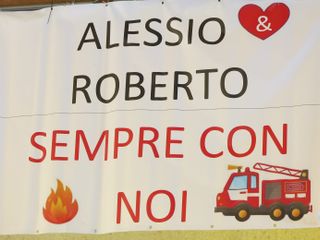 ALESSIO &
ROBERTO
SEMPRE CON
NOI